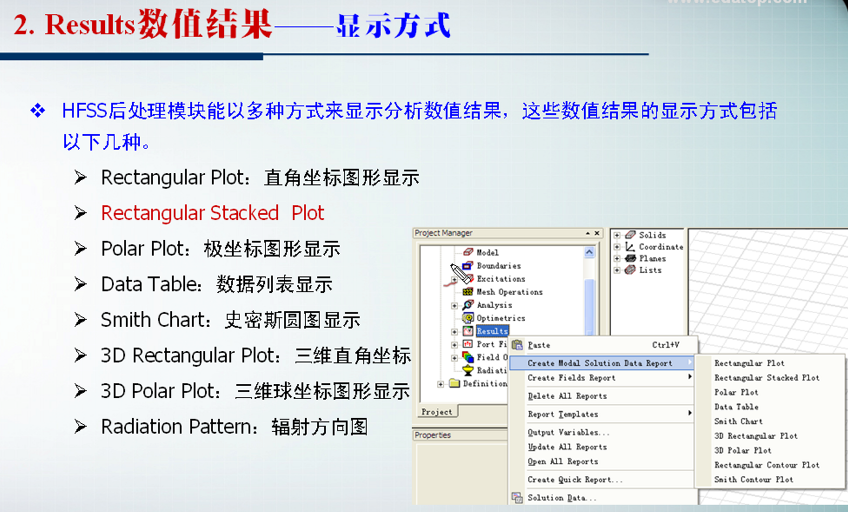 2. Results数值结果——显示方式
HFSS后处理模块能以多种方式来显示分析数值结果，这些数值结果的显示方式包括
以下几种。
Rectangular Plot：直角坐标图形显示
Rectangular Stacked Plot
Polar Plot：极坐标图形显示
Data Table：数据列表显示
Smith Chart：史密斯圆图显示
3D Rectangular Plot：三维直角坐标
3D Polar Plot：三维球坐标图形显示
Radiation Pattern：辐射方向图
Project Manager
Model
Boundaries
Excitations
Mesh Operations
Analysis
Optimetrics
Results
Port Fi
Field O
Radiati
Definition
Project
Properties
Solids
Coordinate
Planes
Lists
Paste Ctrl+V
Create Modal Solution Data Report
Create Fields Report
Delete All Reports
Report Templates
Output Variables...
Update All Reports
Open All Reports
Create Quick Report...
Solution Data...
Rectangular Plot
Rectangular Stacked Plot
Polar Plot
Data Table
Smith Chart
3D Rectangular Plot
3D Polar Plot
Rectangular Contour Plot
Smith Contour Plot